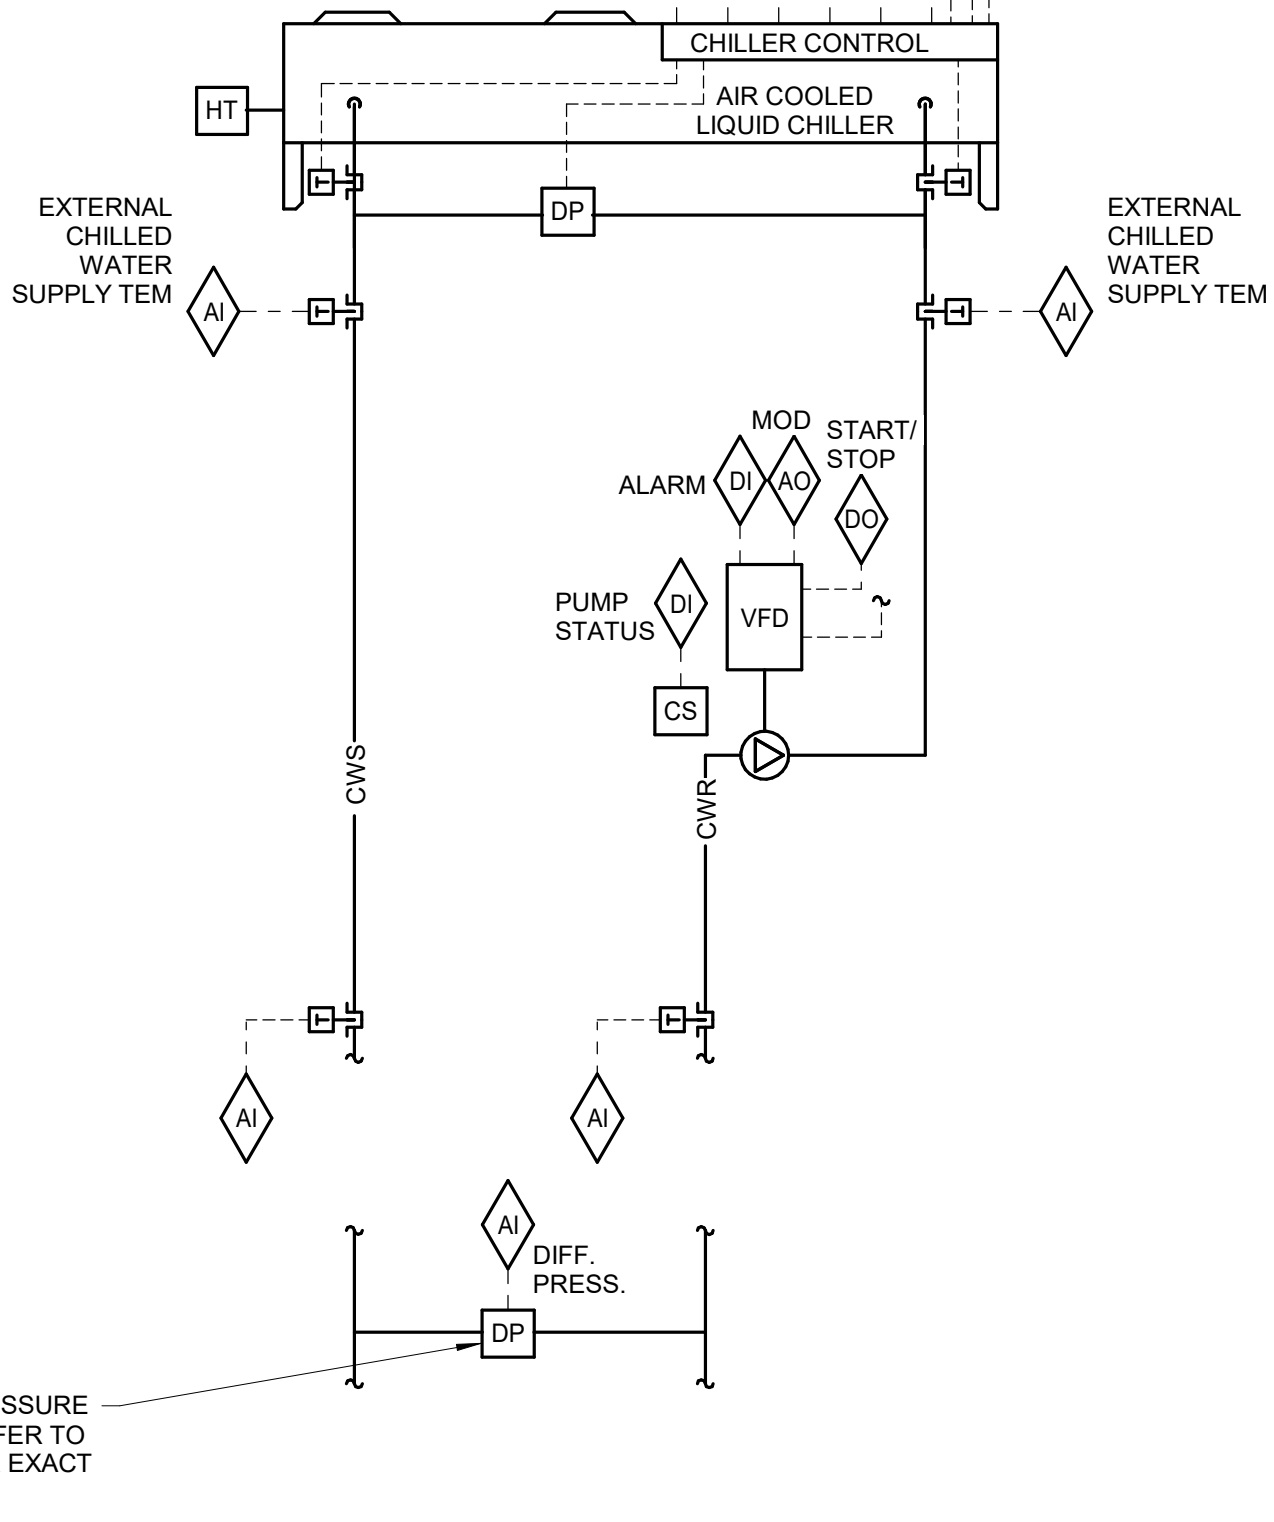 CHILLER CONTROL
AIR COOLED
LIQUID CHILLER
HT
T
T
DP
EXTERNAL
CHILLED
WATER
SUPPLY TEM
AI
T
T
AI
EXTERNAL
CHILLED
WATER
SUPPLY TEM
MOD
START/
STOP
ALARM
DI
AO
DO
PUMP
STATUS
DI
VFD
CS
CWS
CWR
T
T
AI
AI
AI
DIFF.
PRESS.
DP
SSURE
FER TO
EXACT